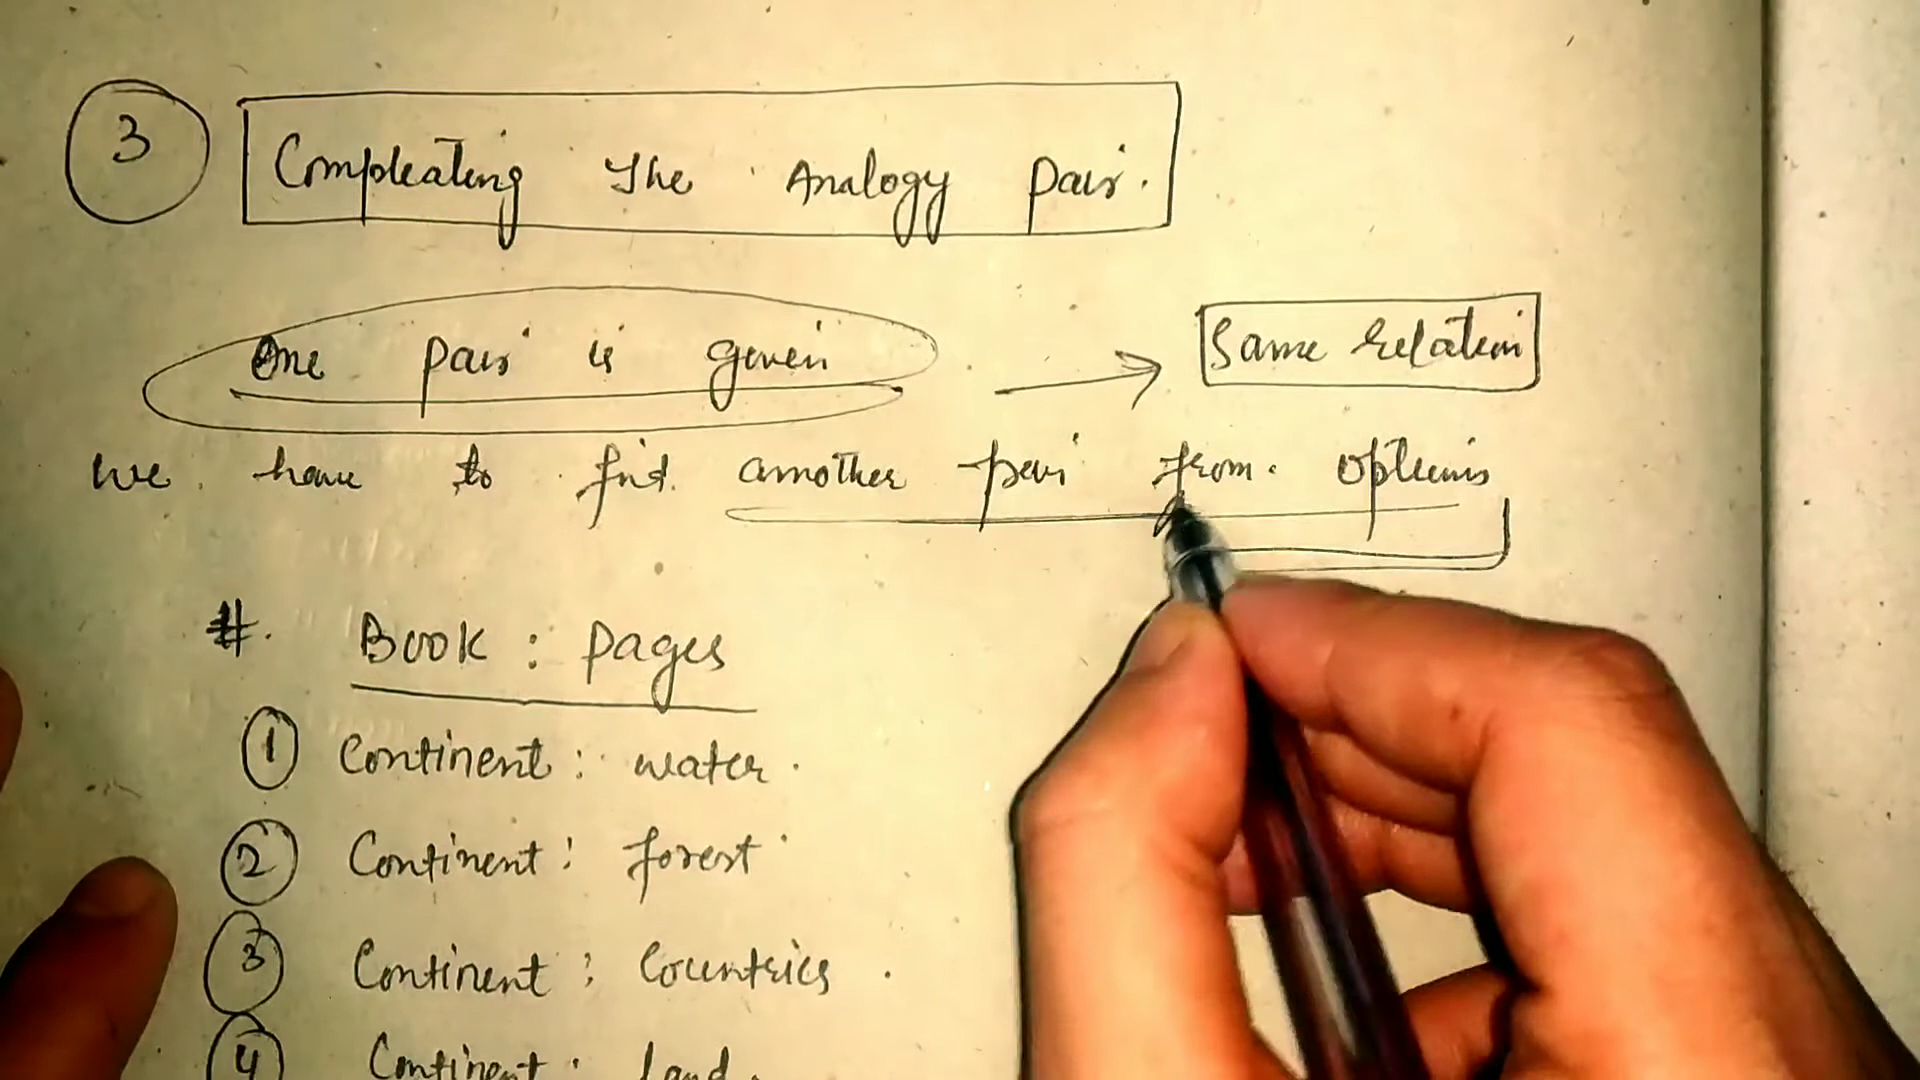 3 Compleating The Analogy pair.
One pair is given → Same relation
we have to find another pair from options
#. Book : pages
1 Continent : water.
2 Continent : forest
3 Continent : Countries.
4 Continent : land.